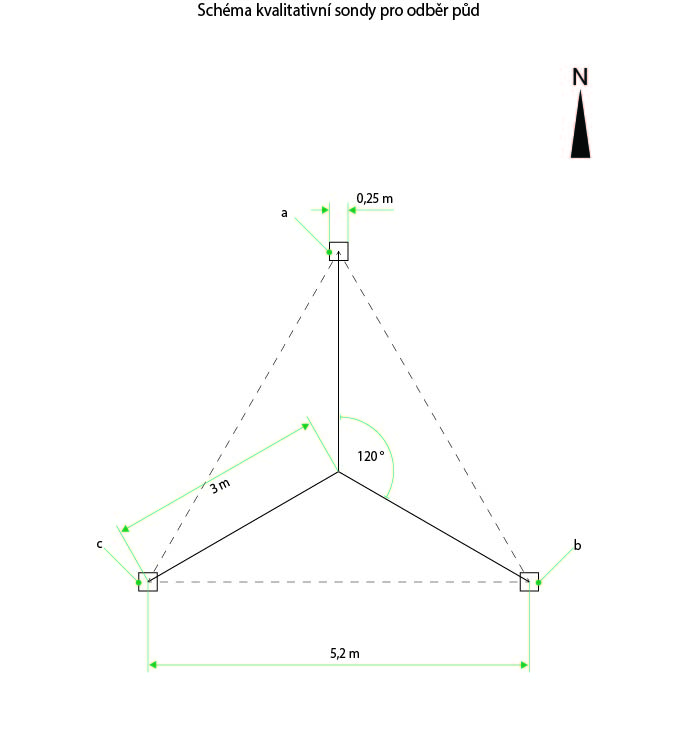 Schéma kvalitativní sondy pro odběr půd
N
0,25 m
a
120 °
3 m
c
b
5,2 m